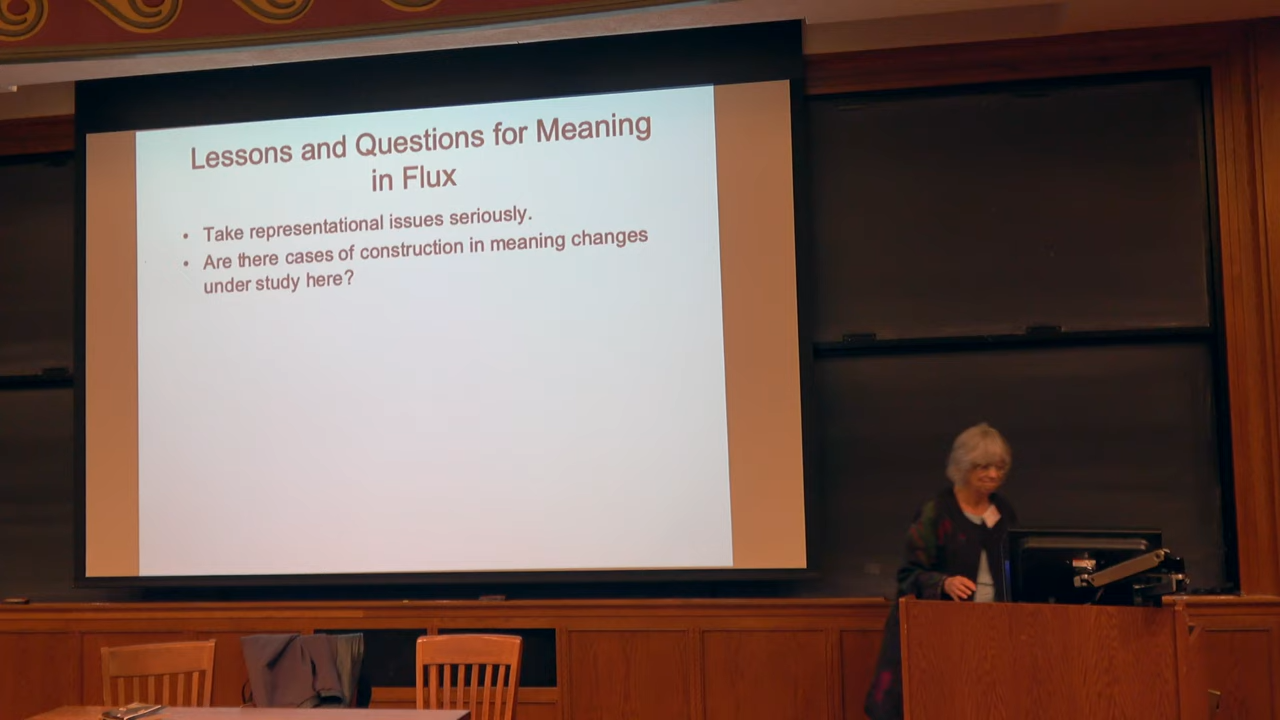 Lessons and Questions for Meaning
in Flux
• Take representational issues seriously.
• Are there cases of construction in meaning changes
under study here?